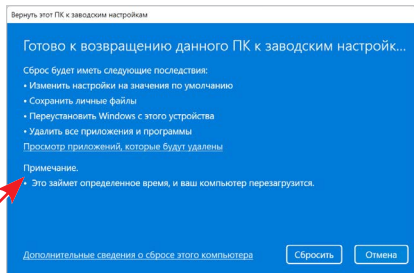 Вернуть этот ПК к заводским настройкам
Готово к возвращению данного ПК к заводским настройк...
Сброс будет иметь следующие последствия:
• Изменить настройки на значения по умолчанию
• Сохранить личные файлы
• Переустановить Windows с этого устройства
• Удалить все приложения и программы
Просмотр приложений, которые будут удалены
Примечание.
• Это займет определенное время, и ваш компьютер перезагрузится.
Дополнительные сведения о сбросе этого компьютера
Сбросить
Отмена